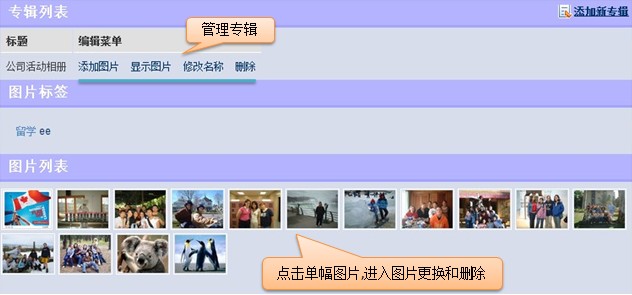 专辑列表
添加新专辑
管理专辑
标题 编辑菜单
公司活动相册 添加图片 显示图片 修改名称 删除
图片标签
留学 ee
图片列表
点击单幅图片,进入图片更换和删除